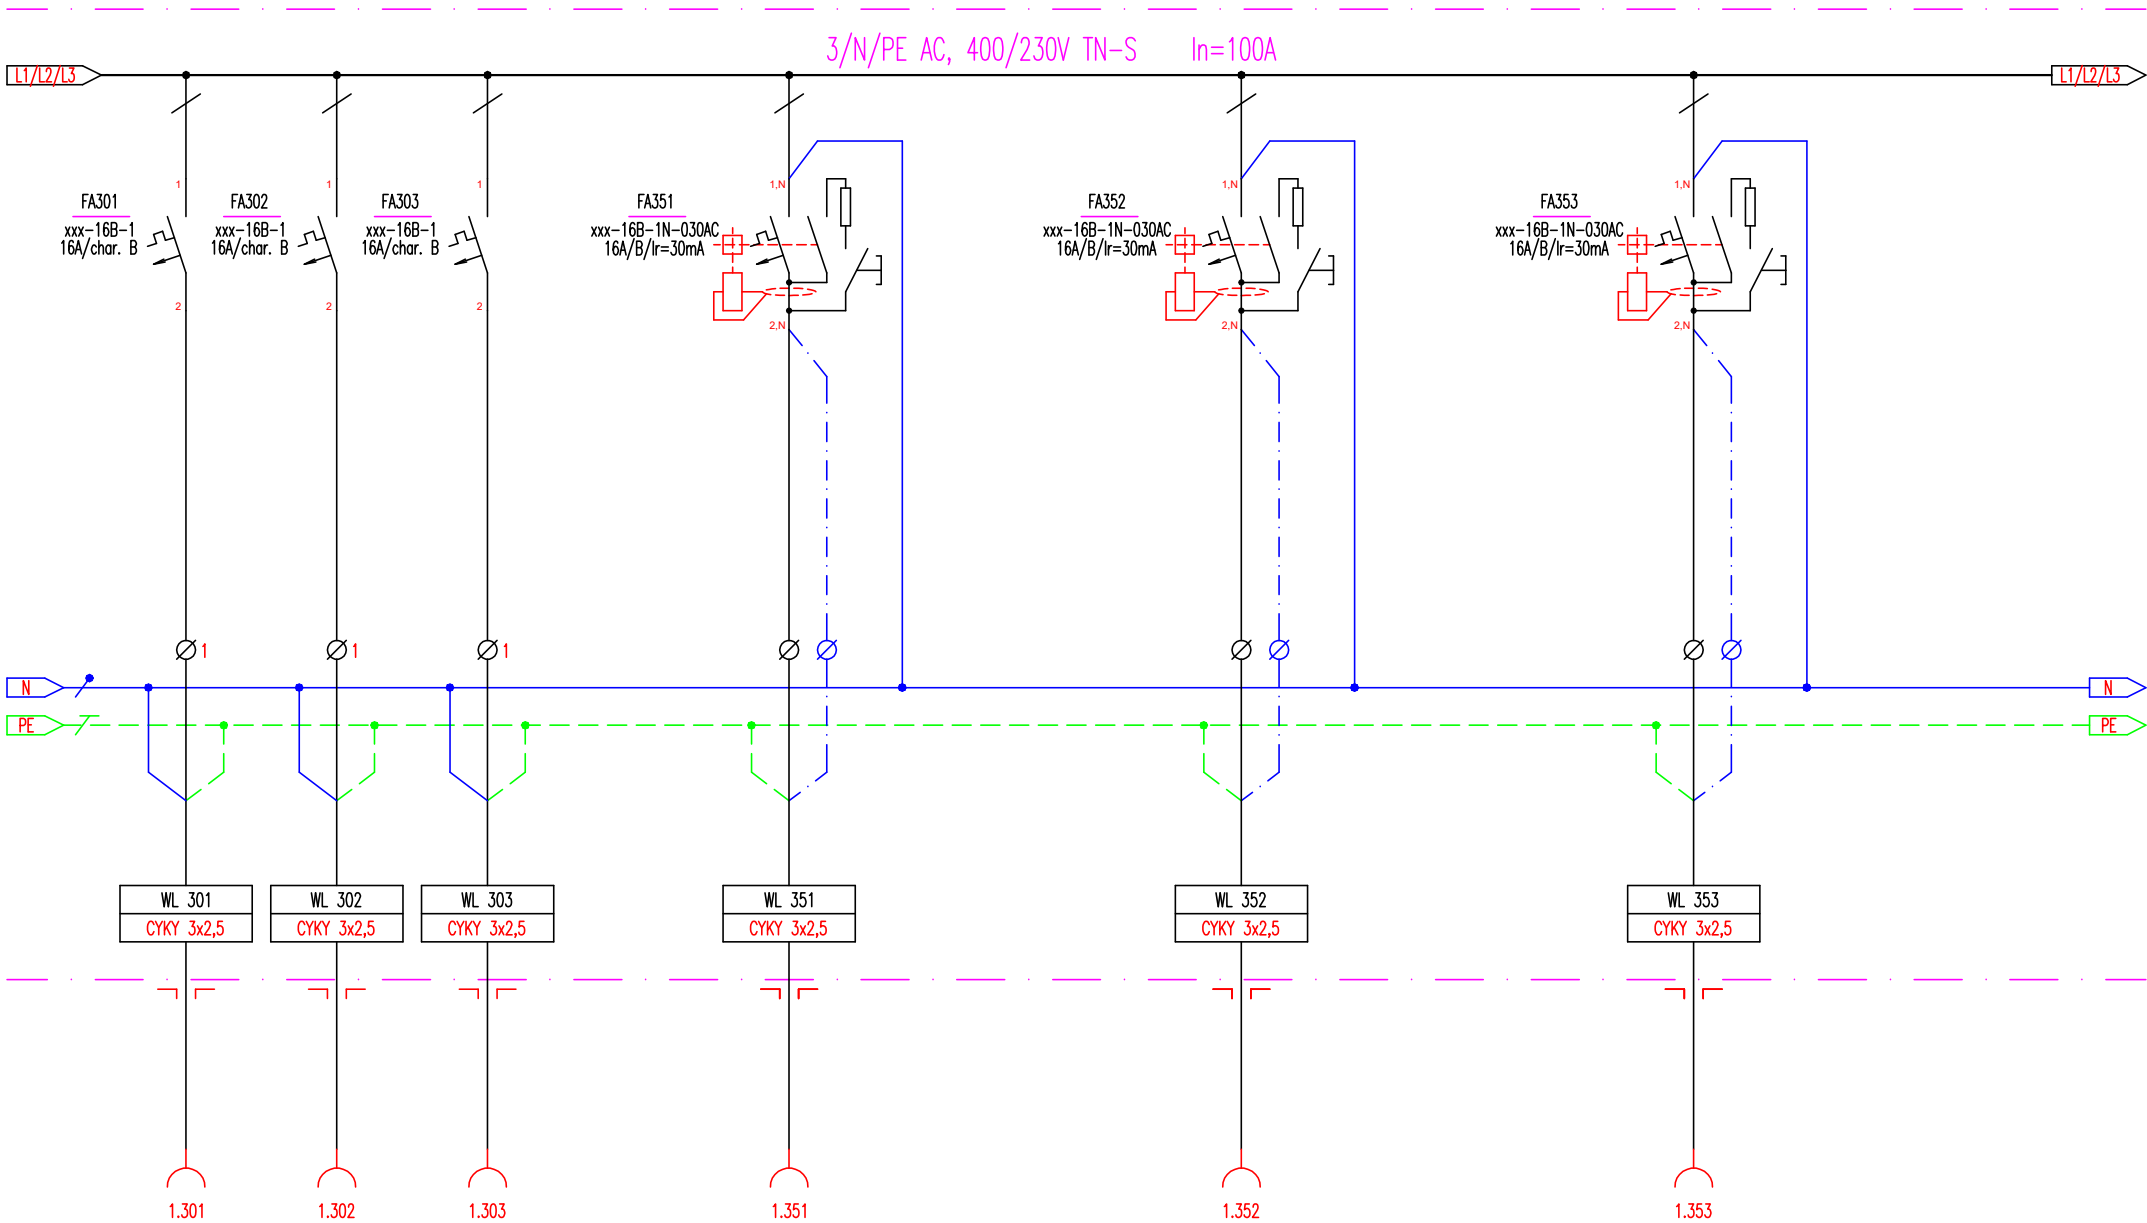 3/N/PE AC, 400/230V TN-S In=100A
L1/L2/L3
L1/L2/L3
1
1
1
1,N
1,N
1,N
FA301
xxx-16B-1
16A/char. B
FA302
xxx-16B-1
16A/char. B
FA303
xxx-16B-1
16A/char. B
FA351
xxx-16B-1N-030AC
16A/B/Ir=30mA
FA352
xxx-16B-1N-030AC
16A/B/Ir=30mA
FA353
xxx-16B-1N-030AC
16A/B/Ir=30mA
2
2
2
2,N
2,N
2,N
1
1
1
N
N
PE
PE
WL 301
CYKY 3x2,5
WL 302
CYKY 3x2,5
WL 303
CYKY 3x2,5
WL 351
CYKY 3x2,5
WL 352
CYKY 3x2,5
WL 353
CYKY 3x2,5
1.301
1.302
1.303
1.351
1.352
1.353